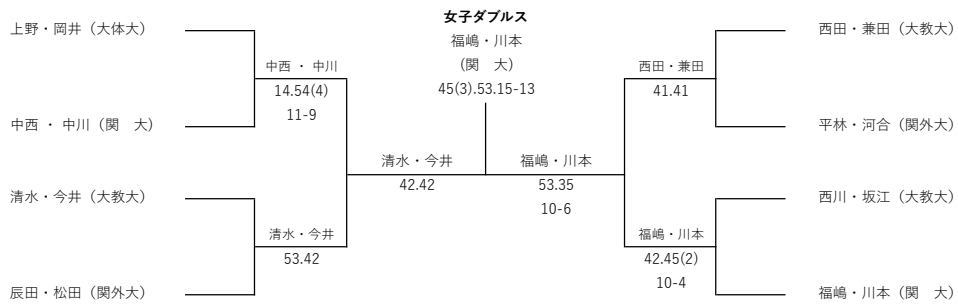 女子ダブルス
福嶋・川本
(関　大)
45(3).53.15-13
上野・岡井（大体大）
中西 ・ 中川
14.54(4)
11-9
中西 ・ 中川（関　大）
清水・今井
42.42
清水・今井（大教大）
清水・今井
53.42
辰田・松田（関外大）
西田・兼田（大教大）
西田・兼田
41.41
平林・河合（関外大）
福嶋・川本
53.35
10-6
西川・坂江（大教大）
福嶋・川本
42.45(2)
10-4
福嶋・川本（関　大）